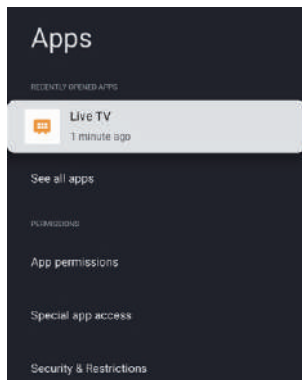 Apps
RECENTLY OPENED APPS
Live TV
1 minute ago
See all apps
PERMISSIONS
App permissions
Special app access
Security & Restrictions